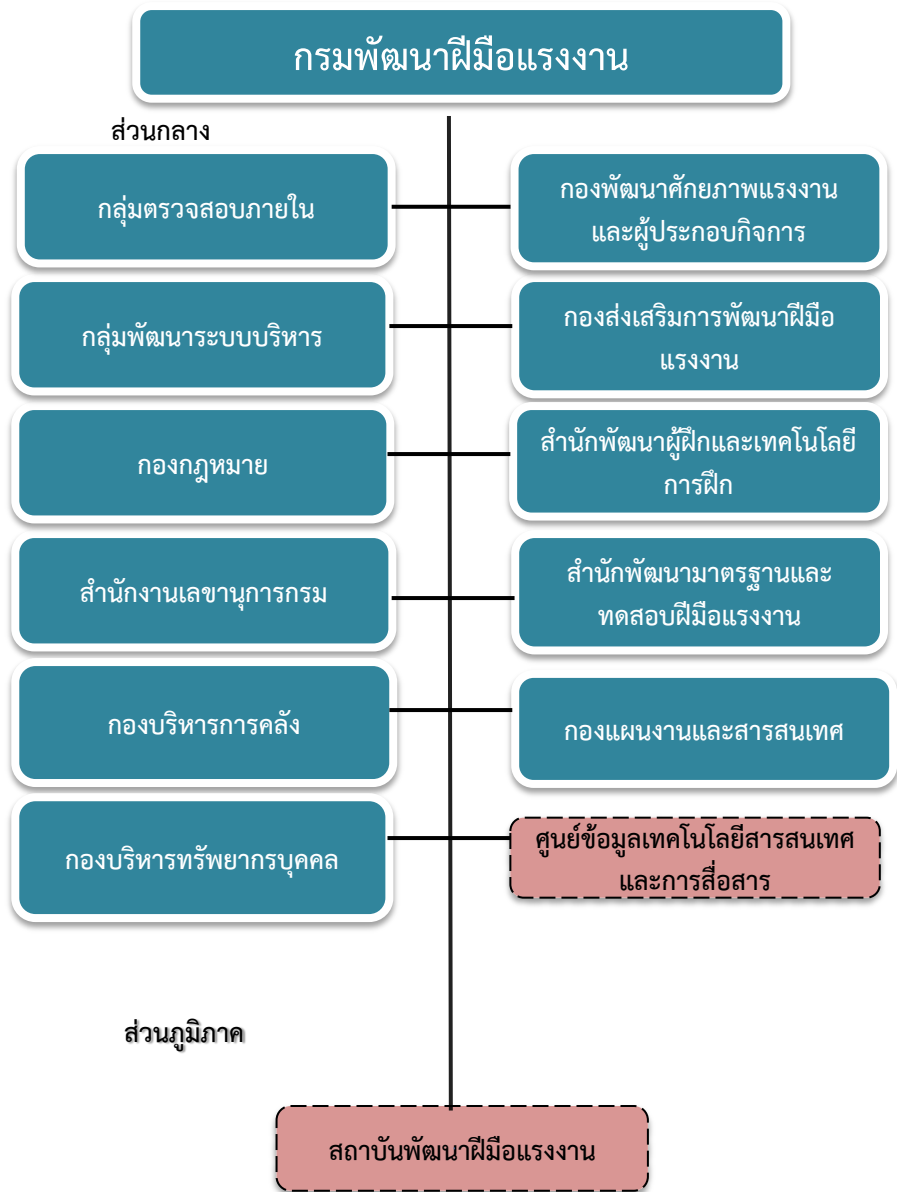 กรมพัฒนาฝีมือแรงงาน
ส่วนกลาง
กลุ่มตรวจสอบภายใน
กองพัฒนาศักยภาพแรงงาน
และผู้ประกอบกิจการ
กลุ่มพัฒนาระบบบริหาร
กองส่งเสริมการพัฒนาฝีมือ
แรงงาน
กองกฎหมาย
สำนักพัฒนาผู้ฝึกและเทคโนโลยี
การฝึก
สำนักงานเลขานุการกรม
สำนักพัฒนามาตรฐานและ
ทดสอบฝีมือแรงงาน
กองบริหารการคลัง
กองแผนงานและสารสนเทศ
กองบริหารทรัพยากรบุคคล
ศูนย์ข้อมูลเทคโนโลยีสารสนเทศ
และการสื่อสาร
ส่วนภูมิภาค
สถาบันพัฒนาฝีมือแรงงาน